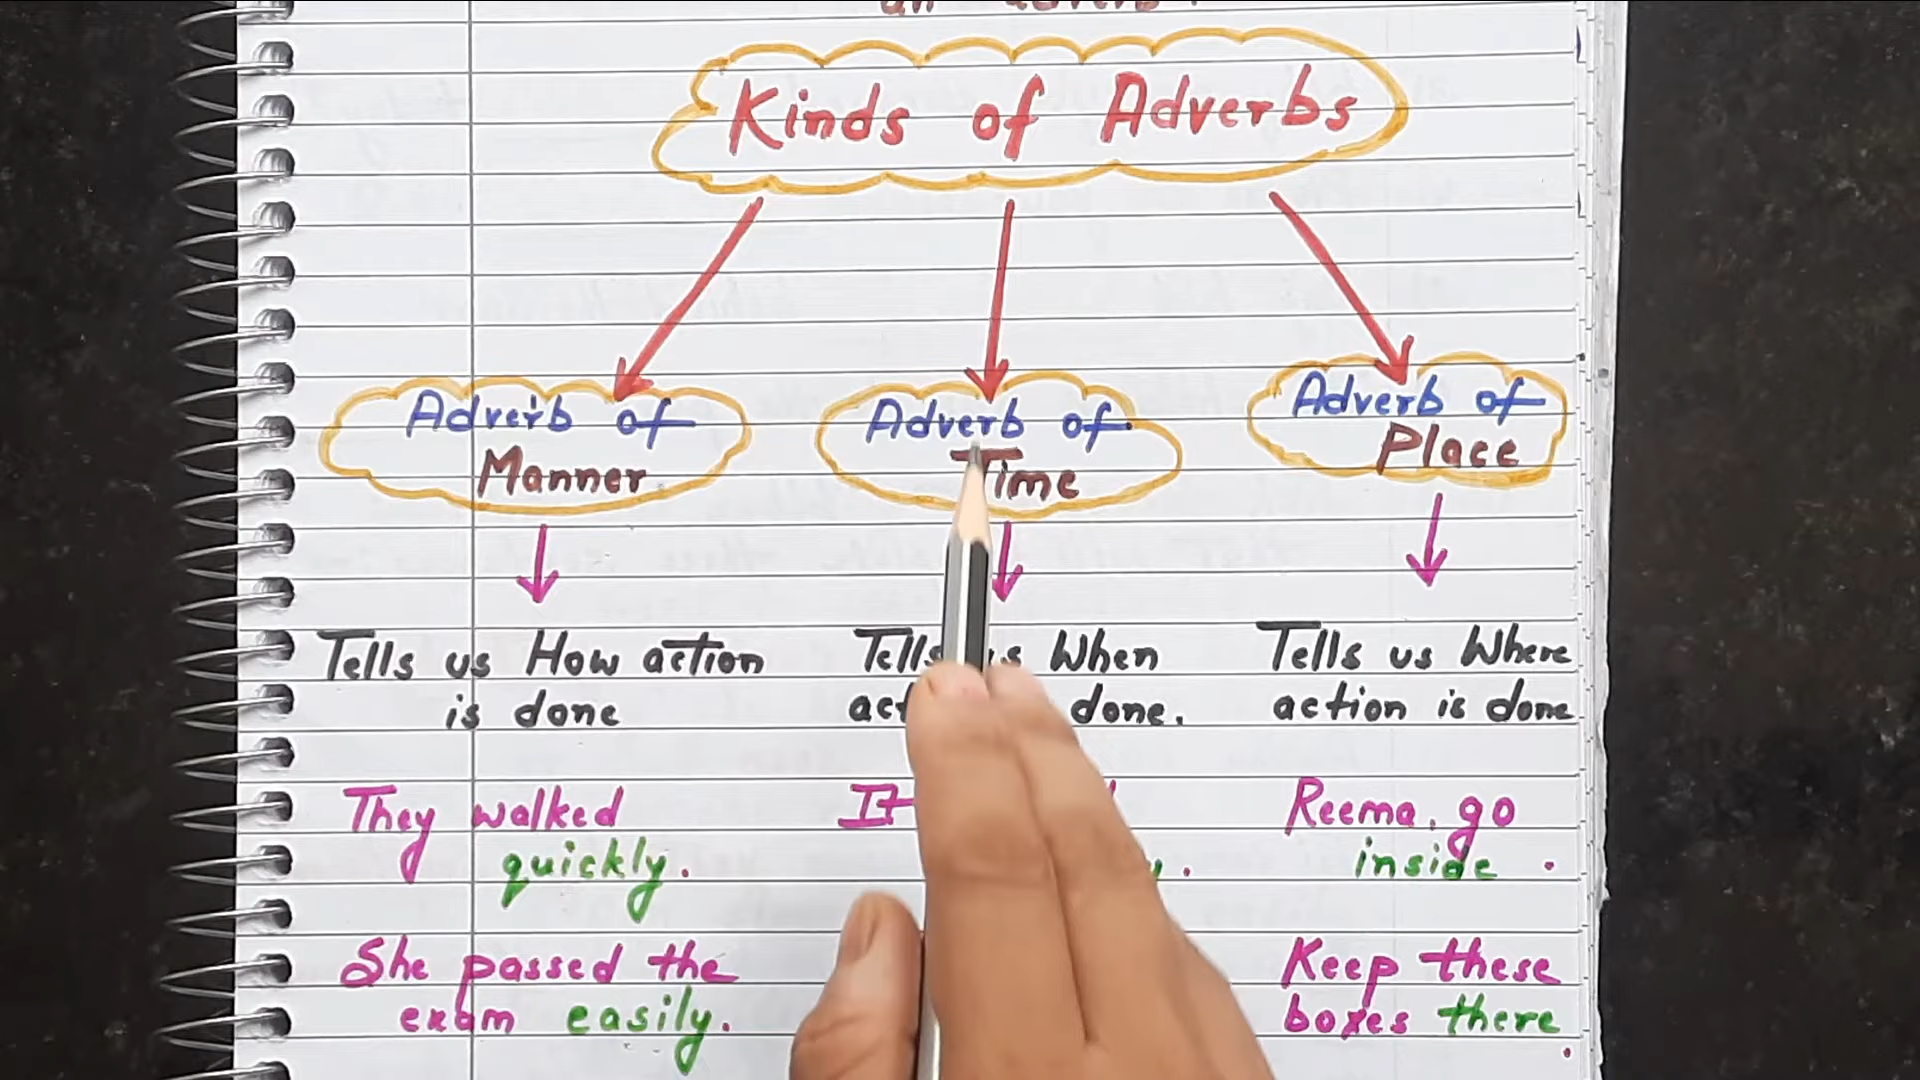 Kinds of Adverbs
Adverb of
Manner
Adverb of
Time
Adverb of
Place
Tells us How action
is done
Tells us When
done.
Tells us Where
action is done
They walked
quickly.
It
Reema, go
inside.
She passed the
exam easily.
Keep these
boxes there.